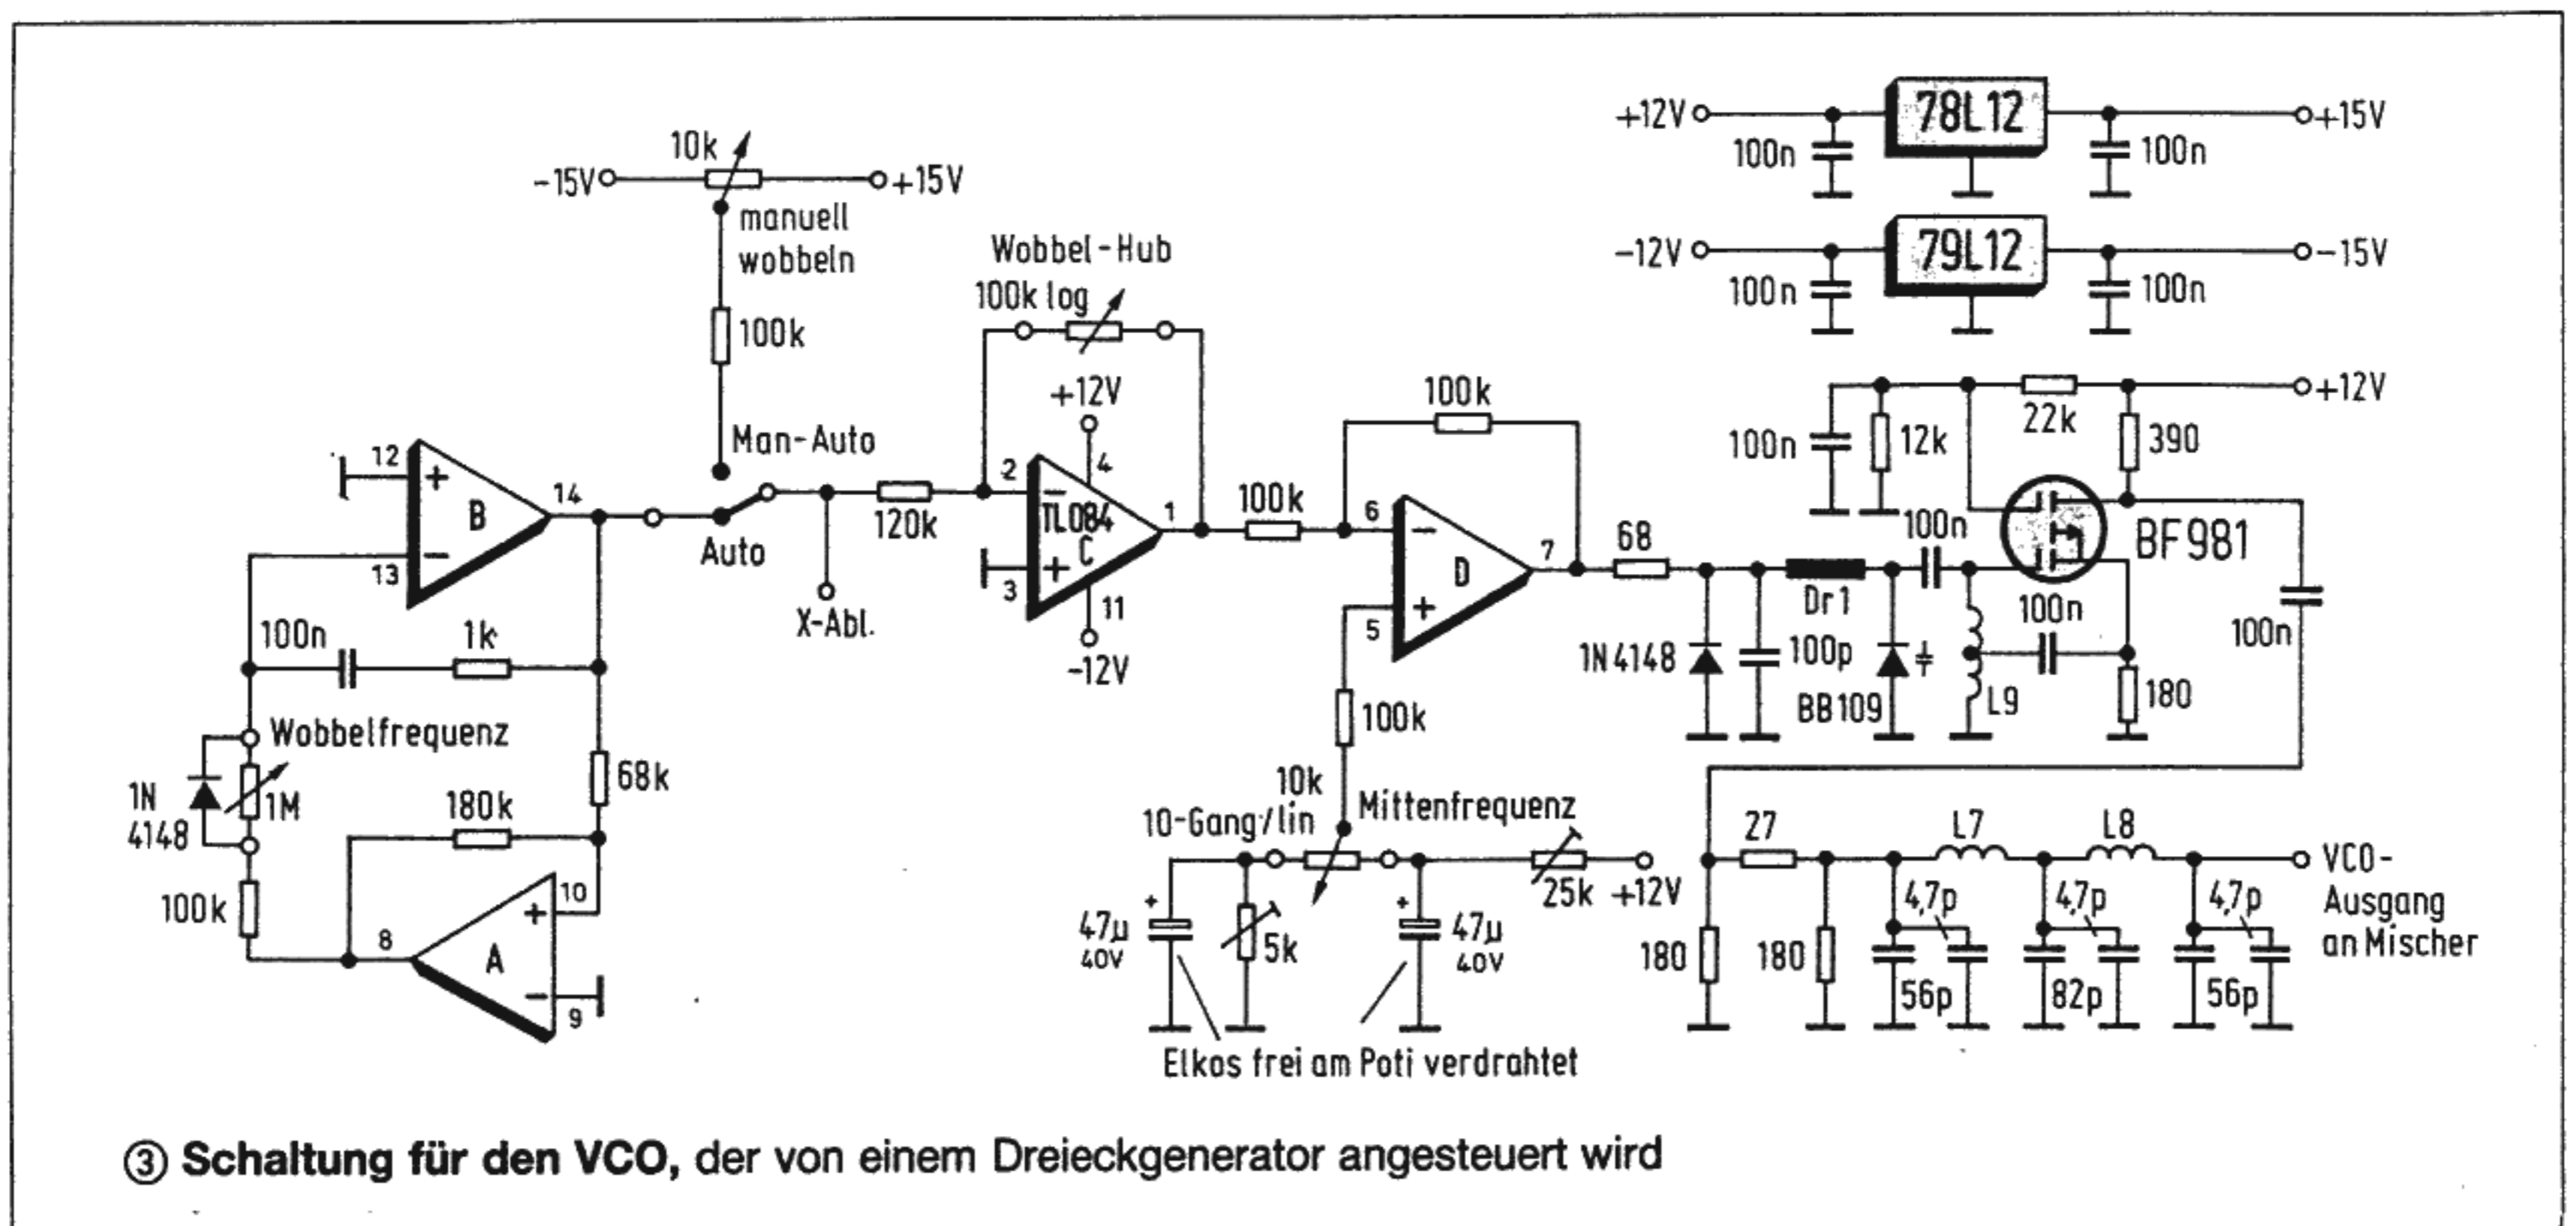 +12V
78L12
+15V
100n
100n
-12V
79L12
-15V
100n
100n
10k
-15V
+15V
manuell
wobbeln
100k
Man-Auto
Auto
X-Abl.
12
+
B
14
13
−
100n
1k
Wobbelfrequenz
1N
4148
1M
68k
180k
100k
8
A
10
+
−
9
120k
Wobbel-Hub
100k log
+12V
4
2
−
TL084
C
1
+
3
11
-12V
100k
100k
6
−
D
7
+
5
100k
10k
10-Gang/lin
Mittenfrequenz
25k
+12V
+
47µ
40V
5k
+
47µ
40V
Elkos frei am Poti verdrahtet
68
1N4148
100p
Dr1
BB109
100n
+12V
22k
100n
12k
390
BF981
100n
L9
180
100n
27
L7
L8
VCO-
Ausgang
an Mischer
180
180
4,7p
56p
4,7p
82p
4,7p
56p
③ Schaltung für den VCO, der von einem Dreieckgenerator angesteuert wird